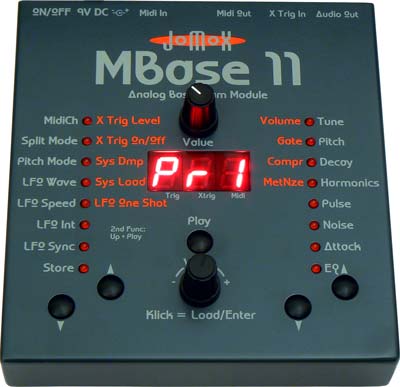 ON/OFF 9V DC Midi In Midi Out X Trig In Audio Out
JoMoX
MBase 11
Analog Bass Drum Module
MidiCh X Trig Level Volume Tune
Value
Split Mode X Trig On/Off Gate Pitch
Pitch Mode Sys Dmp Pr1 Compr Decay
LFO Wave Sys Load MetNze Harmonics
Trig Xtrig Midi
LFO Speed LFO One Shot Pulse
Play
LFO Int 2nd Func: Noise
Up + Play
LFO Sync Attack
Store EQ
Klick = Load/Enter